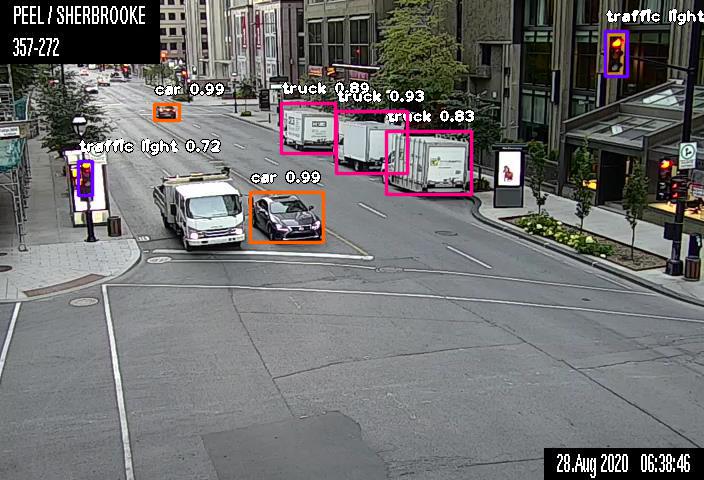 PEEL / SHERBROOKE
357-272
traffic light
car 0.99
truck 0.89
truck 0.93
truck 0.83
traffic light 0.72
car 0.99
P
28.Aug 2020 06:38:46